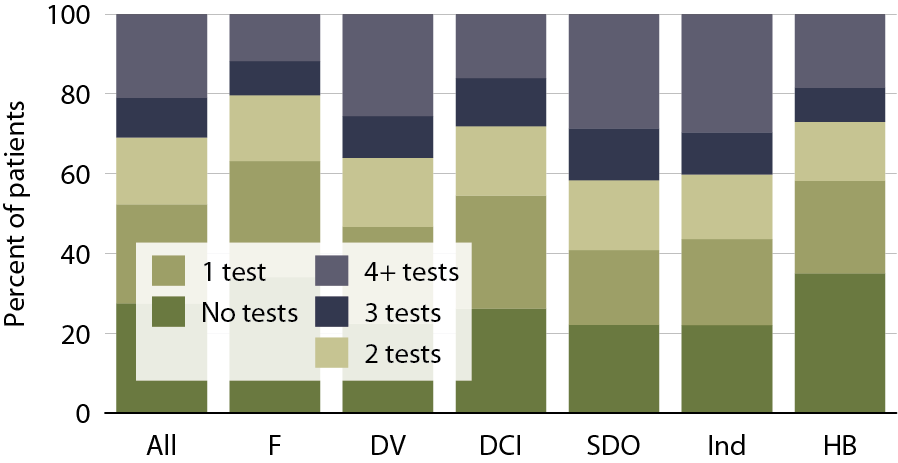 100
80
60
40
20
0
Percent of patients
1 test
No tests
4+ tests
3 tests
2 tests
All F DV DCI SDO Ind HB